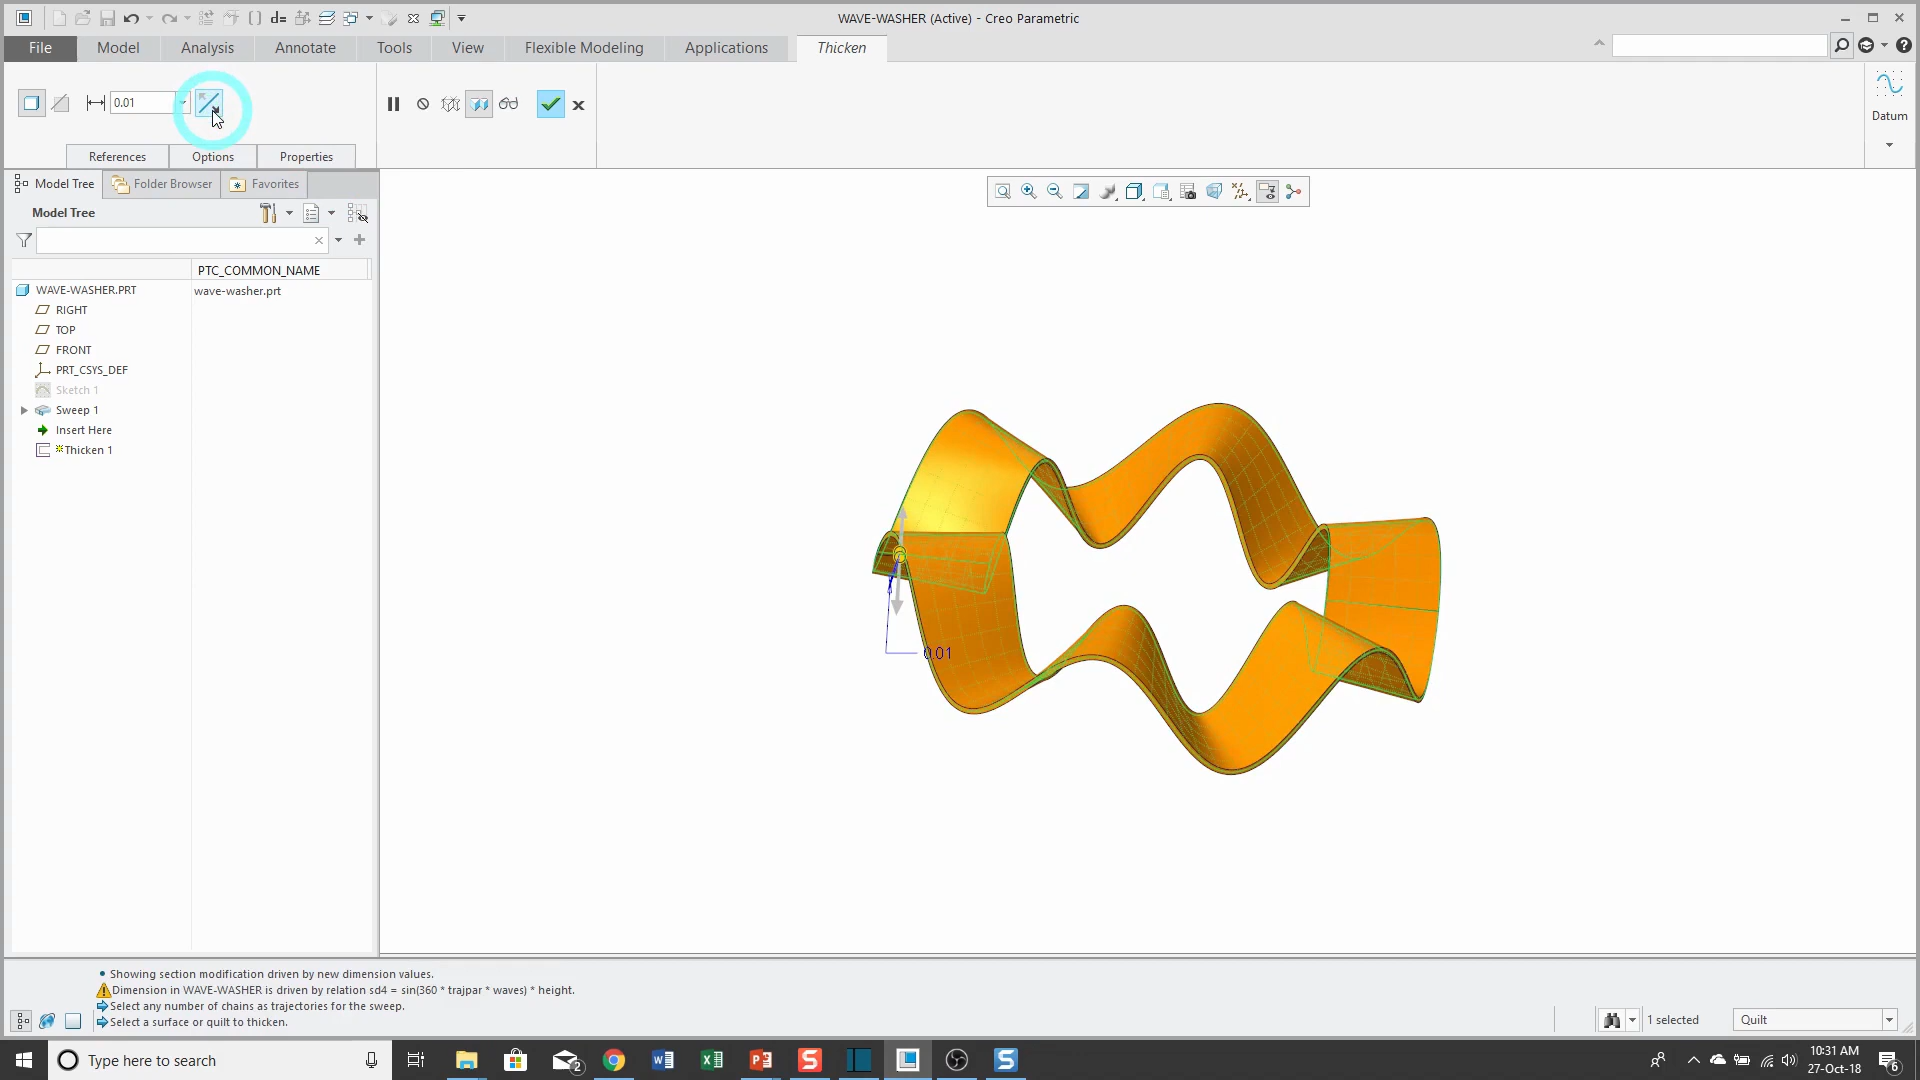 WAVE-WASHER (Active) - Creo Parametric
File Model Analysis Annotate Tools View Flexible Modeling Applications Thicken
0.01
Datum
References Options Properties
Model Tree Folder Browser Favorites
Model Tree
PTC_COMMON_NAME
WAVE-WASHER.PRT wave-washer.prt
RIGHT
TOP
FRONT
PRT_CSYS_DEF
Sketch 1
Sweep 1
Insert Here
Thicken 1
0.01
Showing section modification driven by new dimension values.
Dimension in WAVE-WASHER is driven by relation sd4 = sin(360 * trajpar * waves) * height.
Select any number of chains as trajectories for the sweep.
Select a surface or quilt to thicken.
1 selected Quilt
Type here to search
10:31 AM
27-Oct-18